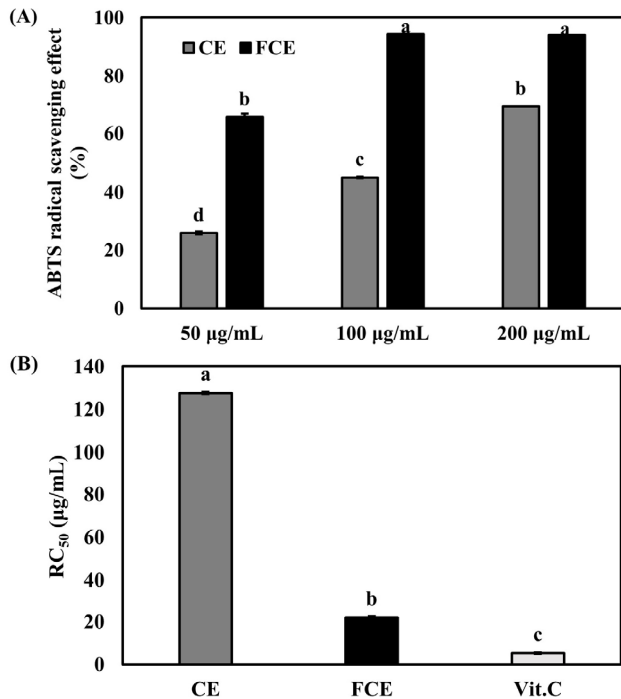 (A)
ABTS radical scavenging effect
(%)
100
80
60
40
20
0
CE FCE
d
b
c
a
b
a
50 μg/mL 100 μg/mL 200 μg/mL
(B)
RC50 (μg/mL)
140
120
100
80
60
40
20
0
a
b
c
CE FCE Vit.C